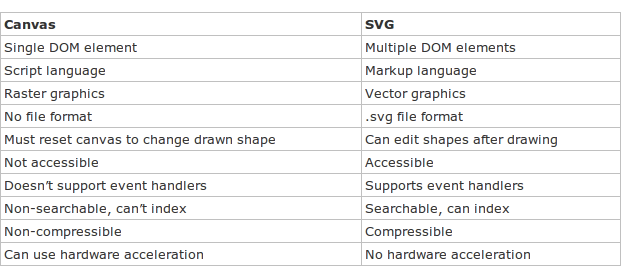 Canvas SVG
Single DOM element Multiple DOM elements
Script language Markup language
Raster graphics Vector graphics
No file format .svg file format
Must reset canvas to change drawn shape Can edit shapes after drawing
Not accessible Accessible
Doesn’t support event handlers Supports event handlers
Non-searchable, can’t index Searchable, can index
Non-compressible Compressible
Can use hardware acceleration No hardware acceleration